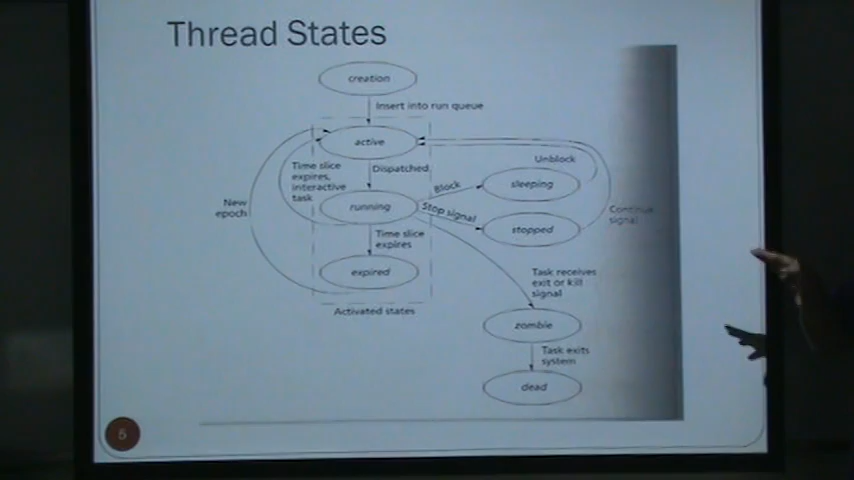 Thread States
creation
Insert into run queue
active
Time slice
expires,
interactive
task
Dispatched
Unblock
Block
sleeping
New
epoch
running
Stop signal
Continue
signal
stopped
Time slice
expires
expired
Task receives
exit or kill
signal
Activated states
zombie
Task exits
system
dead
5